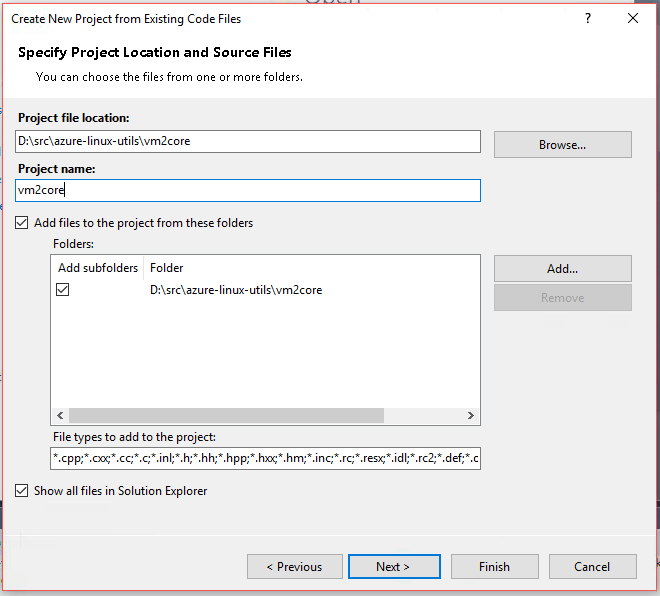 Open
Create New Project from Existing Code Files
?
Specify Project Location and Source Files
You can choose the files from one or more folders.
Project file location:
D:\src\azure-linux-utils\vm2core
Browse...
Project name:
vm2core
Add files to the project from these folders
Folders:
Add subfolders Folder
Add...
D:\src\azure-linux-utils\vm2core
Remove
File types to add to the project:
*.cpp;*.cxx;*.cc;*.c;*.inl;*.h;*.hh;*.hpp;*.hxx;*.hm;*.inc;*.rc;*.resx;*.idl;*.rc2;*.def;*.c
Show all files in Solution Explorer
< Previous
Next >
Finish
Cancel